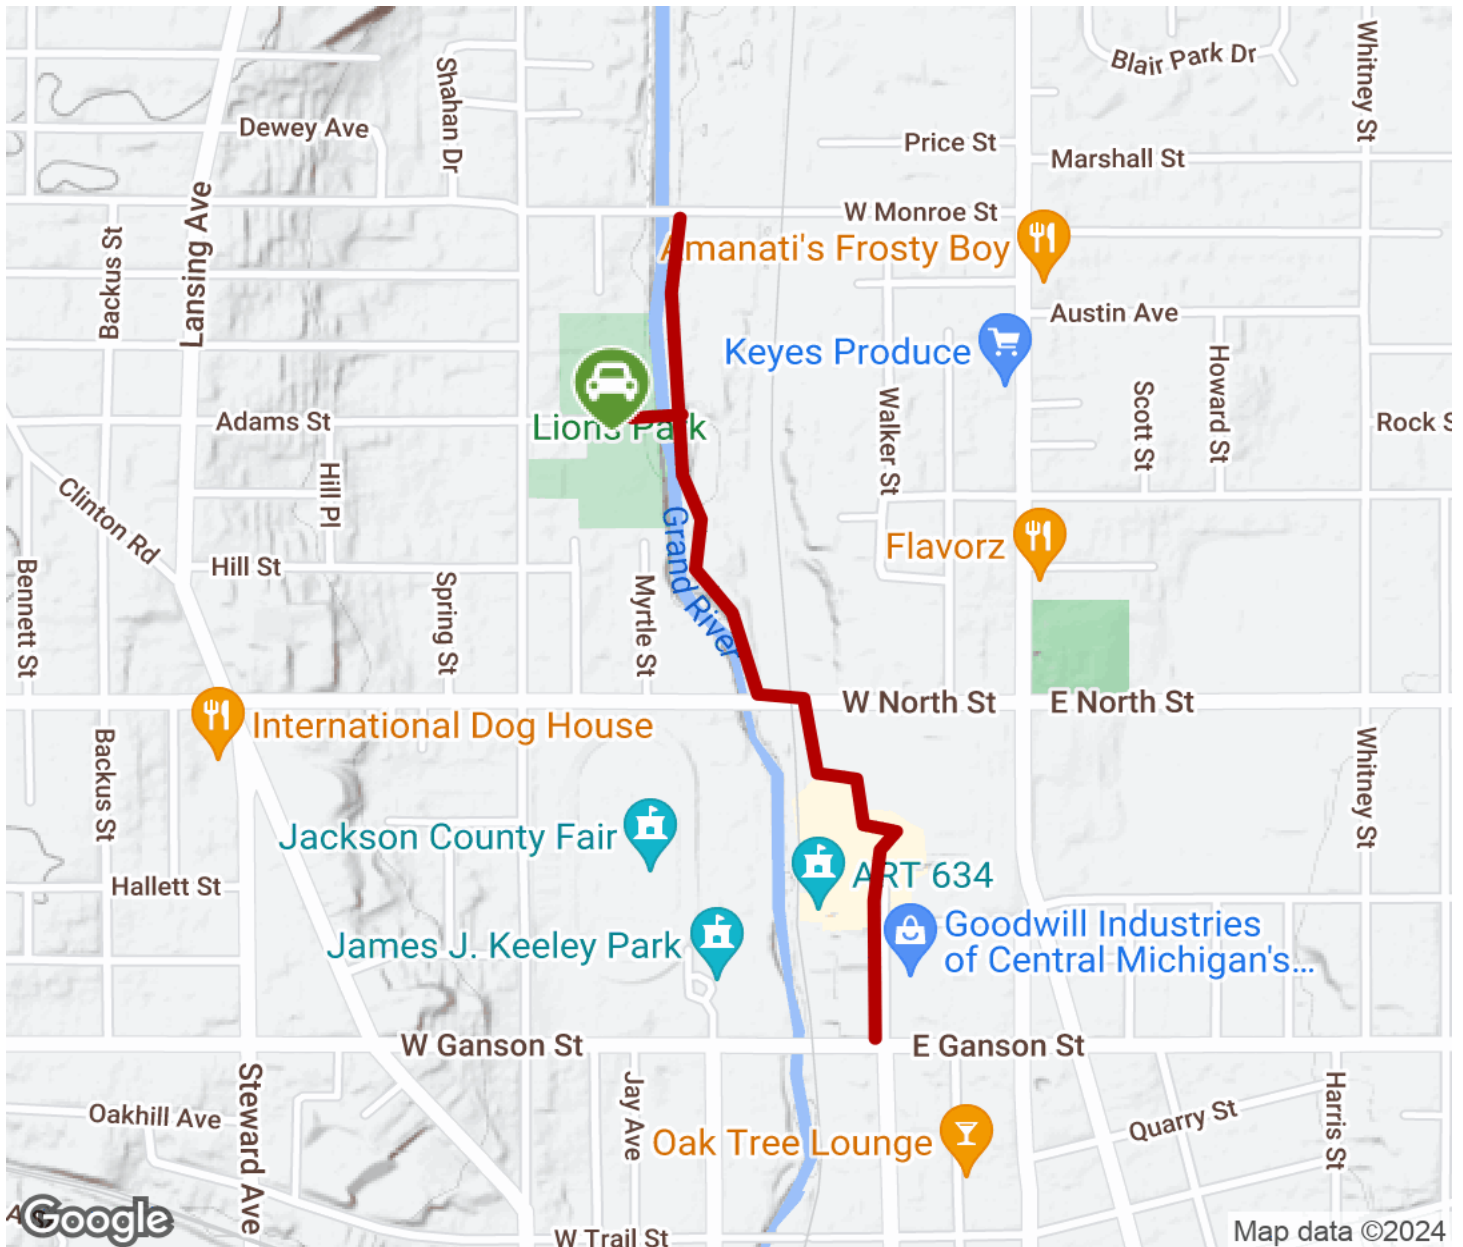 Blair Park Dr
Whitney St
Shahan Dr
Dewey Ave
Price St
Marshall St
Lansing Ave
Backus St
W Monroe St
Amanati's Frosty Boy
Austin Ave
Keyes Produce
Howard St
Scott St
Walker St
Adams St
Lions Park
Rock S
Hill Pl
Clinton Rd
Grand River
Flavorz
Hill St
Bennett St
Spring St
Myrtle St
W North St
E North St
International Dog House
Backus St
Whitney St
Jackson County Fair
ART 634
Hallett St
James J. Keeley Park
Goodwill Industries
of Central Michigan's...
W Ganson St
E Ganson St
Steward Ave
Jay Ave
Harris St
Oakhill Ave
Quarry St
Oak Tree Lounge
Google
W Trail St
Map data ©2024